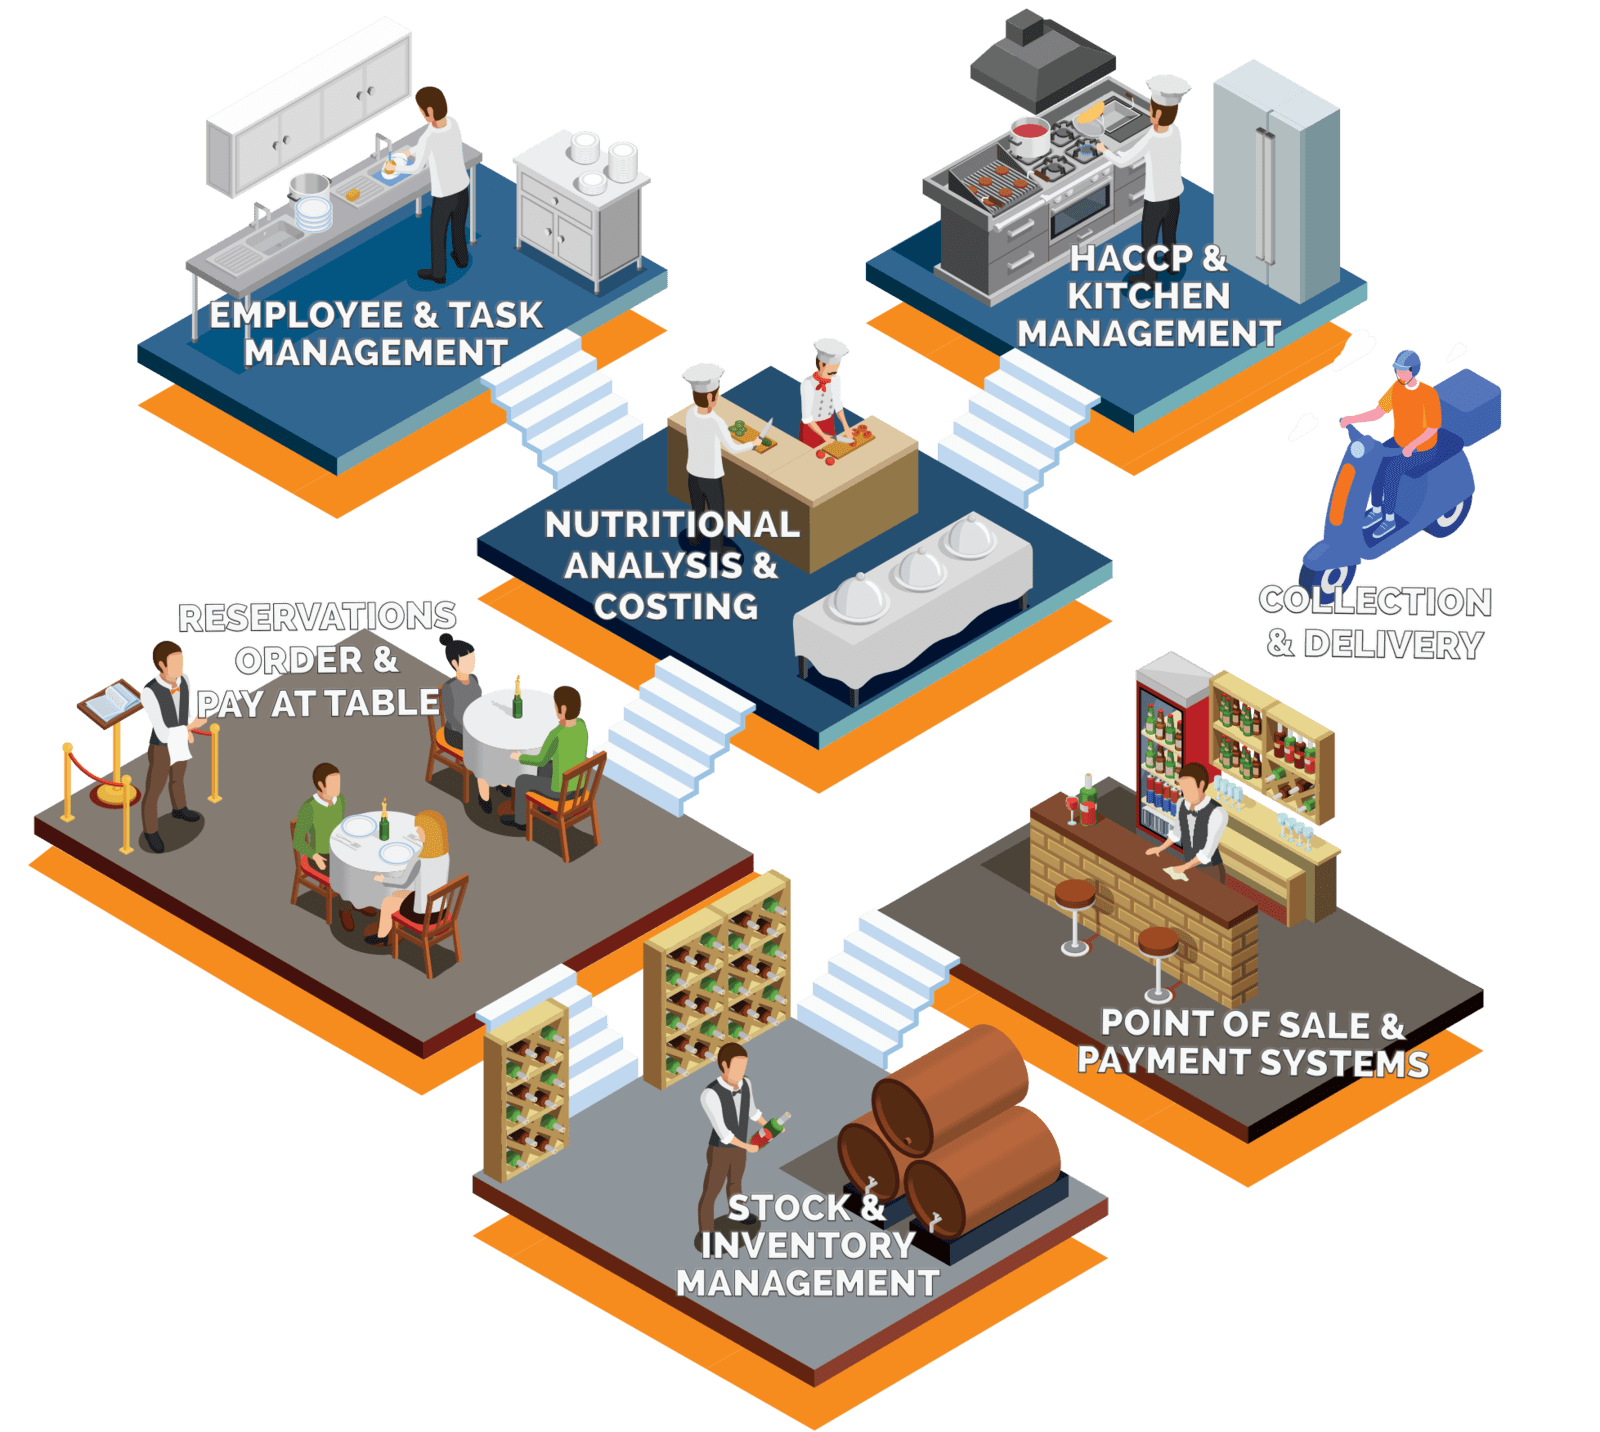 EMPLOYEE & TASK
MANAGEMENT
HACCP &
KITCHEN
MANAGEMENT
NUTRITIONAL
ANALYSIS &
COSTING
COLLECTION
& DELIVERY
RESERVATIONS
ORDER &
PAY AT TABLE
POINT OF SALE &
PAYMENT SYSTEMS
STOCK &
INVENTORY
MANAGEMENT